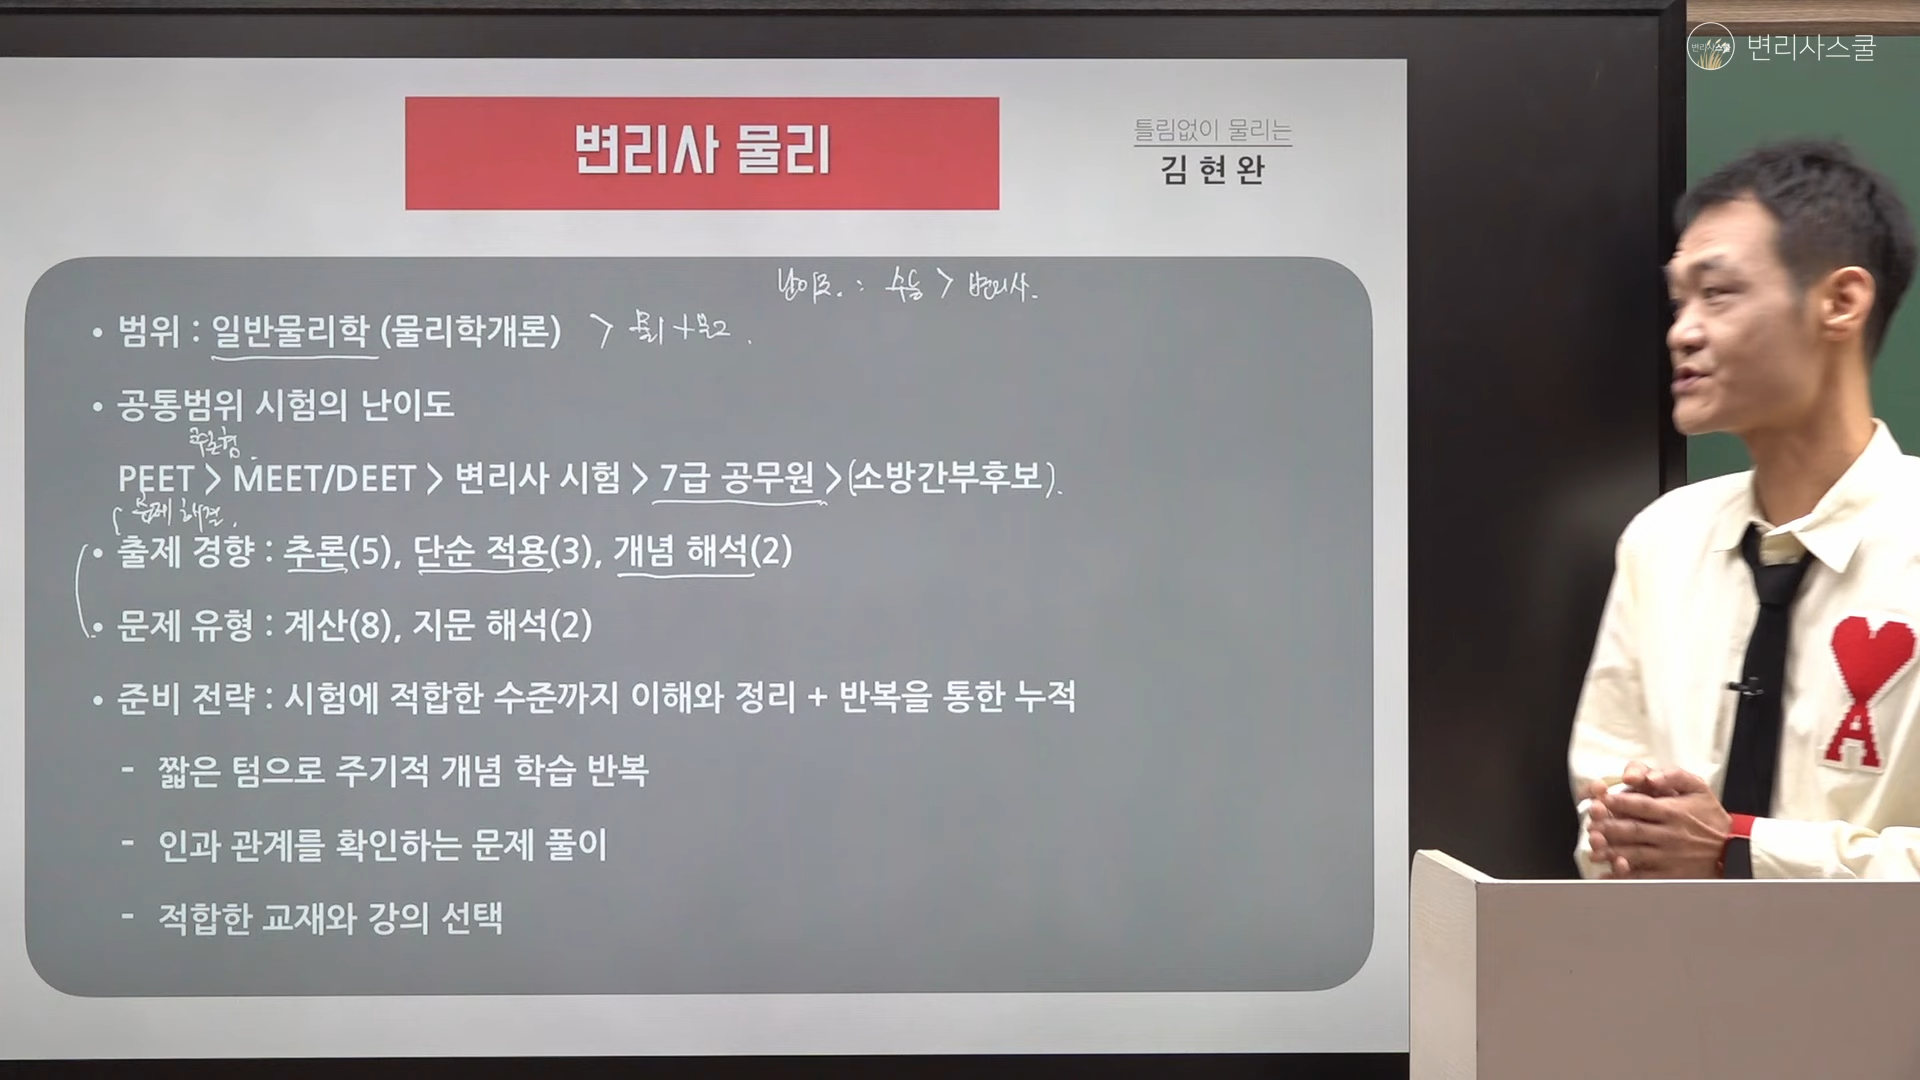 변리사스쿨
변리사 물리
틀림없이 물리는
김현완
난이도. : 수능 > 변리사.
• 범위 : 일반물리학 (물리학개론) > 물1+물2.
• 공통범위 시험의 난이도
추론형.
PEET > MEET/DEET > 변리사 시험 > 7급 공무원 > (소방간부후보).
문제 해결.
• 출제 경향 : 추론(5), 단순 적용(3), 개념 해석(2)
• 문제 유형 : 계산(8), 지문 해석(2)
• 준비 전략 : 시험에 적합한 수준까지 이해와 정리 + 반복을 통한 누적
- 짧은 텀으로 주기적 개념 학습 반복
- 인과 관계를 확인하는 문제 풀이
- 적합한 교재와 강의 선택
A